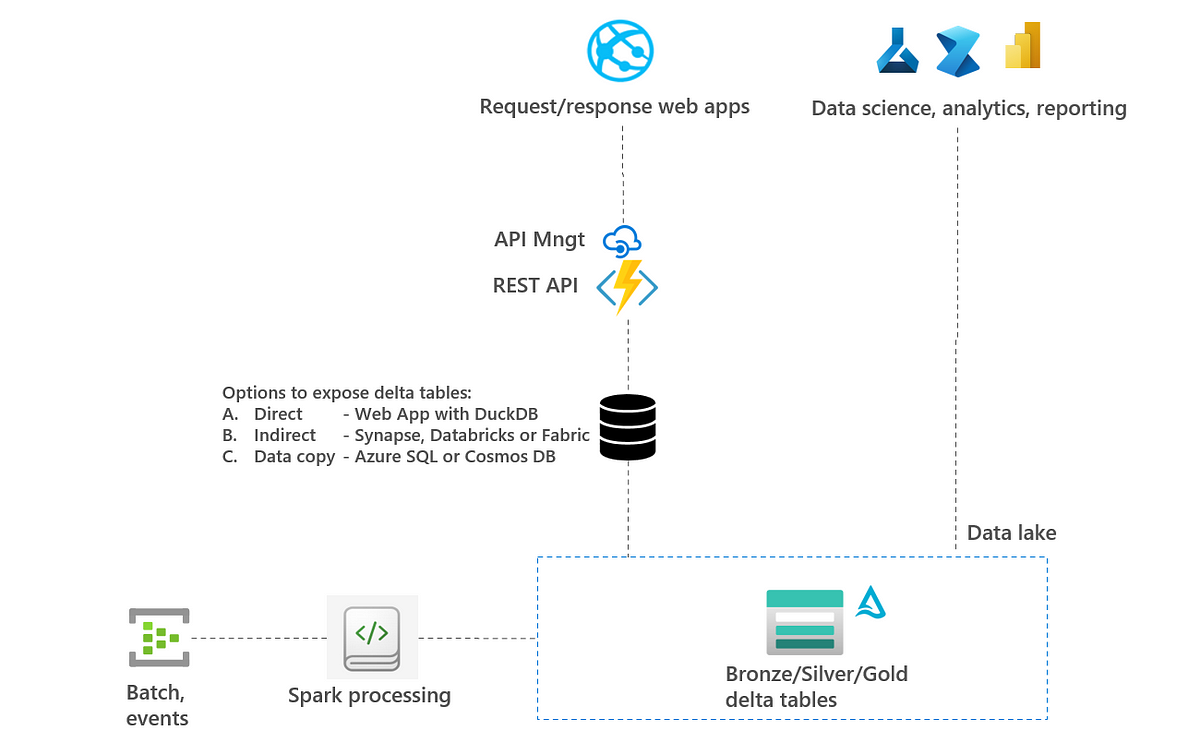 Request/response web apps
Data science, analytics, reporting
API Mngt
REST API
Options to expose delta tables:
A. Direct - Web App with DuckDB
B. Indirect - Synapse, Databricks or Fabric
C. Data copy - Azure SQL or Cosmos DB
Data lake
Bronze/Silver/Gold
delta tables
Batch,
events
Spark processing